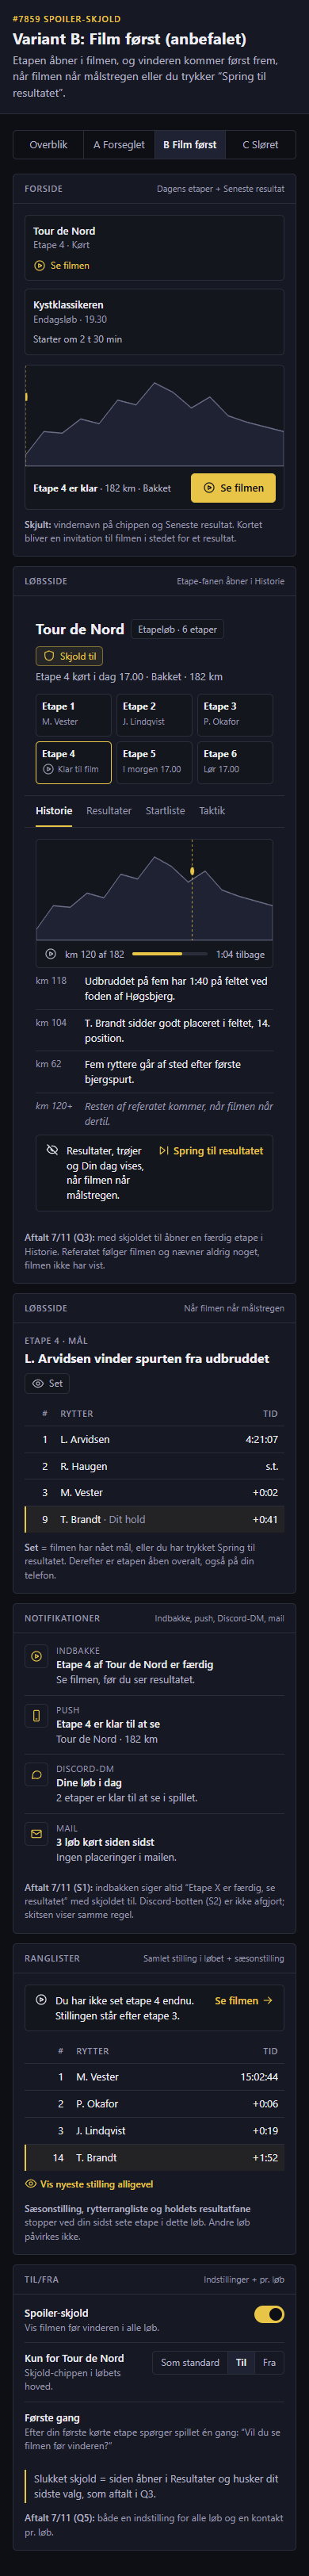 #7859 SPOILER-SKJOLD
Variant B: Film først (anbefalet)
Etapen åbner i filmen, og vinderen kommer først frem,
når filmen når målstregen eller du trykker "Spring til
resultatet".
Overblik
A Forseglet
B Film først
C Sløret
FORSIDE
Dagens etaper + Seneste resultat
Tour de Nord
Etape 4 · Kørt
Se filmen
Kystklassikeren
Endagsløb · 19.30
Starter om 2 t 30 min
Etape 4 er klar · 182 km · Bakket
Se filmen
Skjult: vindernavn på chippen og Seneste resultat. Kortet
bliver en invitation til filmen i stedet for et resultat.
LØBSSIDE
Etape-fanen åbner i Historie
Tour de Nord
Etapeløb · 6 etaper
Skjold til
Etape 4 kørt i dag 17.00 · Bakket · 182 km
Etape 1
M. Vester
Etape 2
J. Lindqvist
Etape 3
P. Okafor
Etape 4
Klar til film
Etape 5
I morgen 17.00
Etape 6
Lør 17.00
Historie
Resultater
Startliste
Taktik
km 120 af 182
1:04 tilbage
km 118
Udbruddet på fem har 1:40 på feltet ved
foden af Høgsbjerg.
km 104
T. Brandt sidder godt placeret i feltet, 14.
position.
km 62
Fem ryttere går af sted efter første
bjergspurt.
km 120+
Resten af referatet kommer, når filmen når
dertil.
Resultater, trøjer
og Din dag vises,
når filmen når
målstregen.
Spring til resultatet
Aftalt 7/11 (Q3): med skjoldet til åbner en færdig etape i
Historie. Referatet følger filmen og nævner aldrig noget,
filmen ikke har vist.
LØBSSIDE
Når filmen når målstregen
ETAPE 4 · MÅL
L. Arvidsen vinder spurten fra udbruddet
Set
# RYTTER TID
1 L. Arvidsen 4:21:07
2 R. Haugen s.t.
3 M. Vester +0:02
9 T. Brandt · Dit hold +0:41
Set = filmen har nået mål, eller du har trykket Spring til
resultatet. Derefter er etapen åben overalt, også på din
telefon.
NOTIFIKATIONER
Indbakke, push, Discord-DM, mail
INDBAKKE
Etape 4 af Tour de Nord er færdig
Se filmen, før du ser resultatet.
PUSH
Etape 4 er klar til at se
Tour de Nord · 182 km
DISCORD-DM
Dine løb i dag
2 etaper er klar til at se i spillet.
MAIL
3 løb kørt siden sidst
Ingen placeringer i mailen.
Aftalt 7/11 (S1): indbakken siger altid "Etape X er færdig, se
resultatet" med skjoldet til. Discord-botten (S2) er ikke afgjort;
skitsen viser samme regel.
RANGLISTER
Samlet stilling i løbet + sæsonstilling
Du har ikke set etape 4 endnu.
Stillingen står efter etape 3.
Se filmen →
# RYTTER TID
1 M. Vester 15:02:44
2 P. Okafor +0:06
3 J. Lindqvist +0:19
14 T. Brandt +1:52
Vis nyeste stilling alligevel
Sæsonstilling, rytterrangliste og holdets resultatfane
stopper ved din sidst sete etape i dette løb. Andre løb
påvirkes ikke.
TIL/FRA
Indstillinger + pr. løb
Spoiler-skjold
Vis filmen før vinderen i alle løb.
Kun for Tour de Nord
Skjold-chippen i løbets
hoved.
Som standard
Til
Fra
Første gang
Efter din første kørte etape spørger spillet én gang: "Vil du se
filmen før vinderen?"
Slukket skjold = siden åbner i Resultater og husker dit
sidste valg, som aftalt i Q3.
Aftalt 7/11 (Q5): både en indstilling for alle løb og en kontakt
pr. løb.